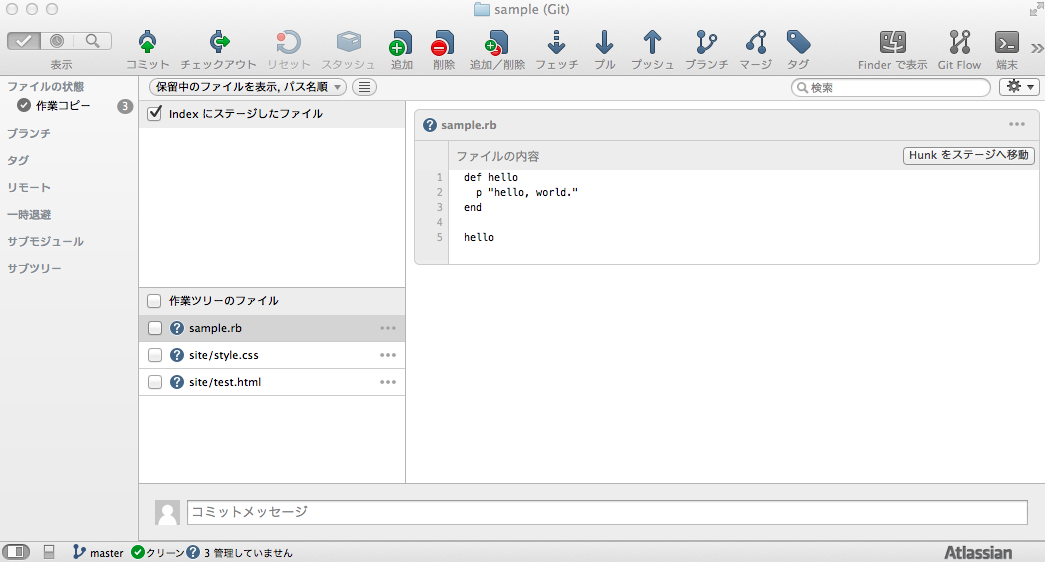 sample (Git)
表示
コミット チェックアウト リセット スタッシュ 追加 削除 追加／削除 フェッチ プル プッシュ ブランチ マージ タグ Finder で表示 Git Flow 端末
ファイルの状態
作業コピー 3
ブランチ
タグ
リモート
一時退避
サブモジュール
サブツリー
保留中のファイルを表示, パス名順
検索
Index にステージしたファイル
作業ツリーのファイル
sample.rb
site/style.css
site/test.html
sample.rb
ファイルの内容 Hunk をステージへ移動
1 def hello
2 p "hello, world."
3 end
4
5 hello
コミットメッセージ
master クリーン 3 管理していません
Atlassian